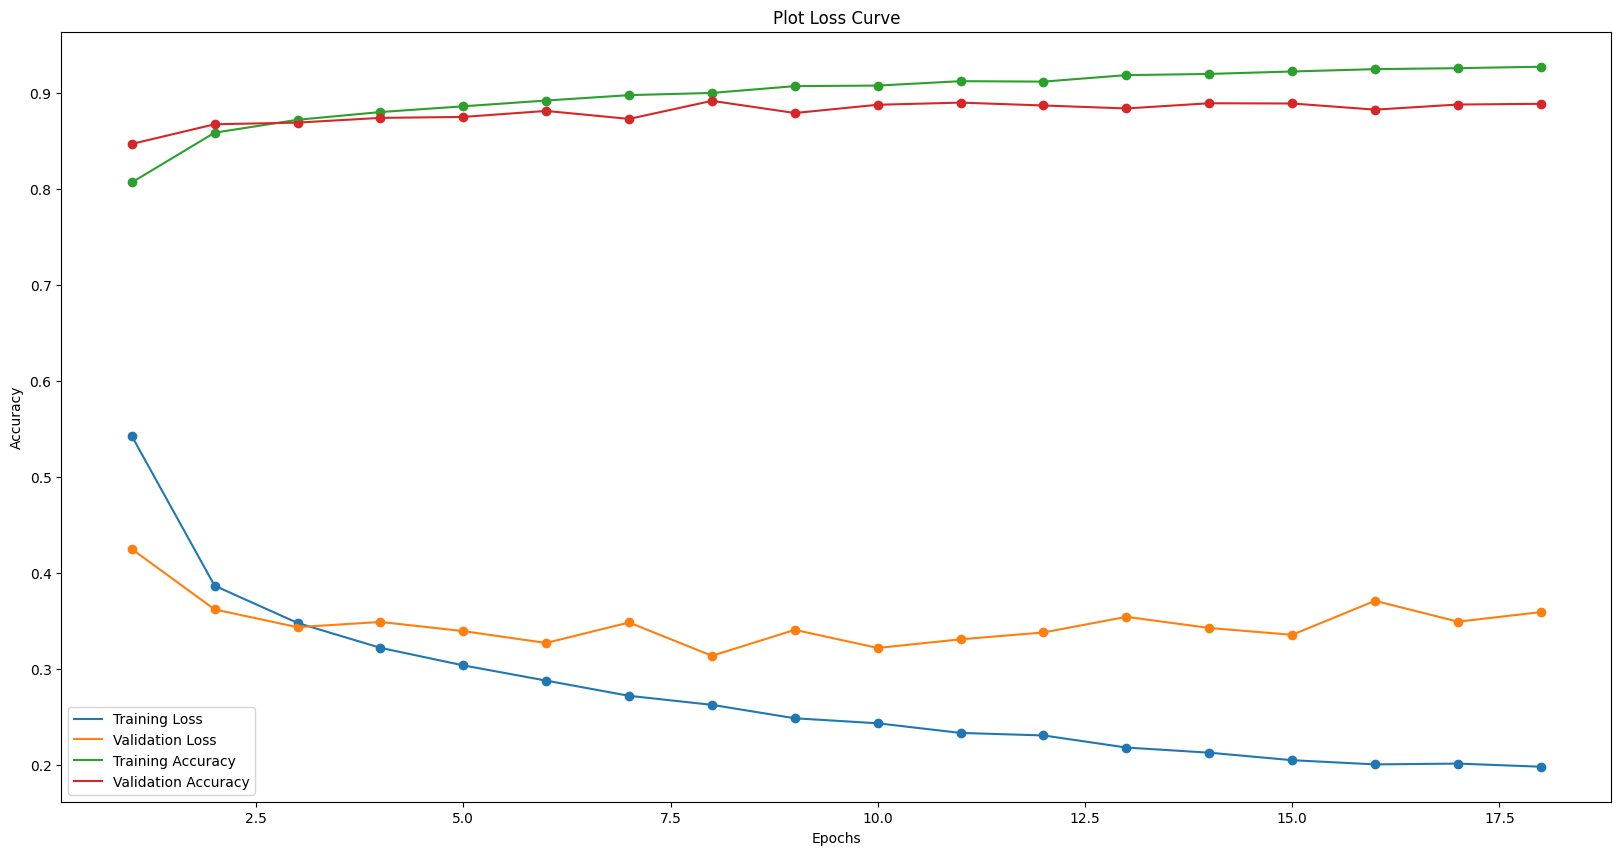 Plot Loss Curve
Accuracy
0.9
0.8
0.7
0.6
0.5
0.4
0.3
0.2
Training Loss
Validation Loss
Training Accuracy
Validation Accuracy
2.5 5.0 7.5 10.0 12.5 15.0 17.5
Epochs